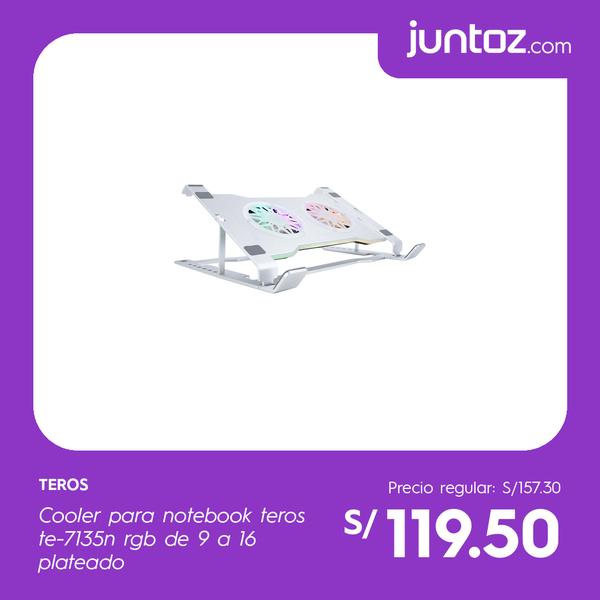 juntoz.com
TEROS
Cooler para notebook teros
te-7135n rgb de 9 a 16
plateado
Precio regular: S/157.30
S/119.50